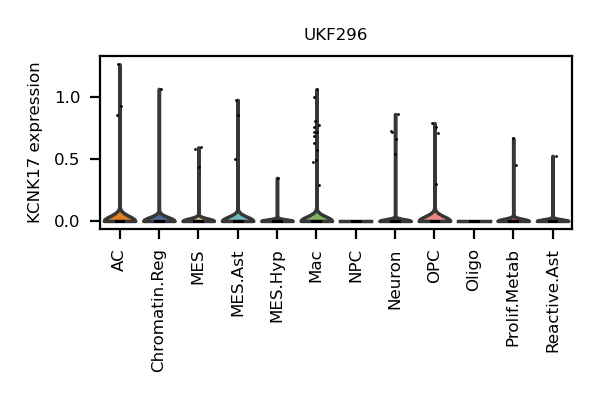 UKF296
KCNK17 expression
1.0
0.5
0.0
AC
Chromatin.Reg
MES
MES.Ast
MES.Hyp
Mac
NPC
Neuron
OPC
Oligo
Prolif.Metab
Reactive.Ast